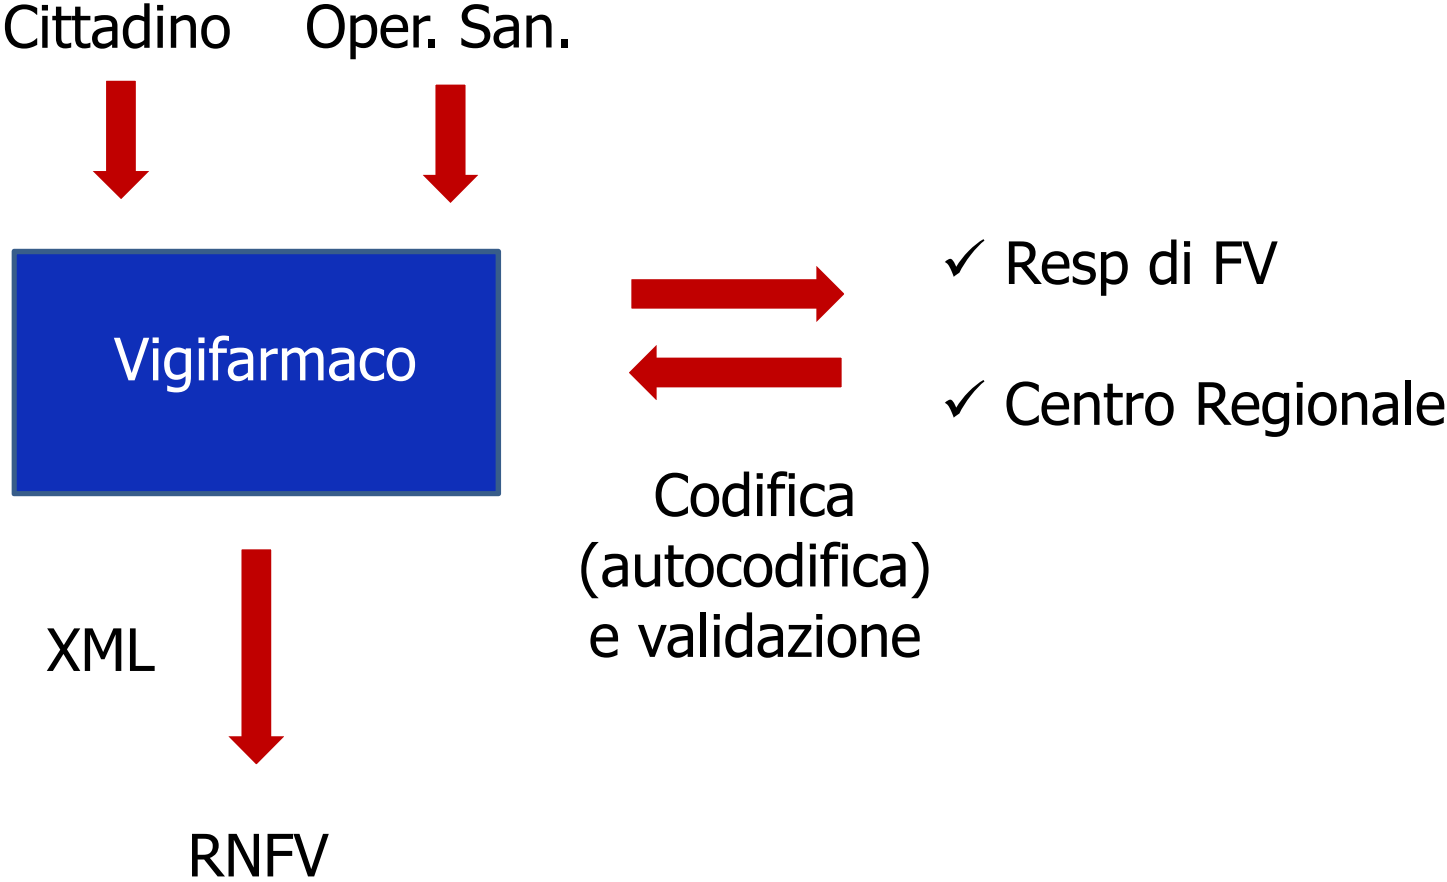 Cittadino Oper. San.
Vigifarmaco
✓ Resp di FV
✓ Centro Regionale
Codifica
(autocodifica)
e validazione
XML
RNFV